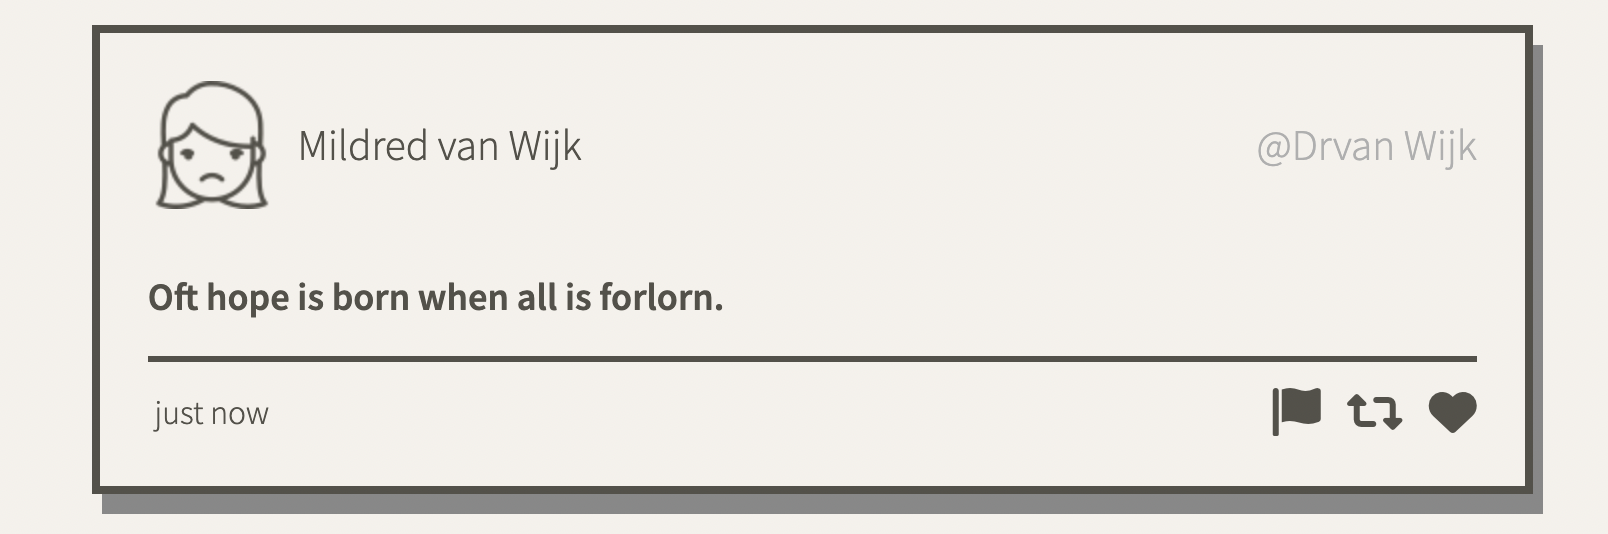 Mildred van Wijk
@Drvan Wijk
Oft hope is born when all is forlorn.
just now